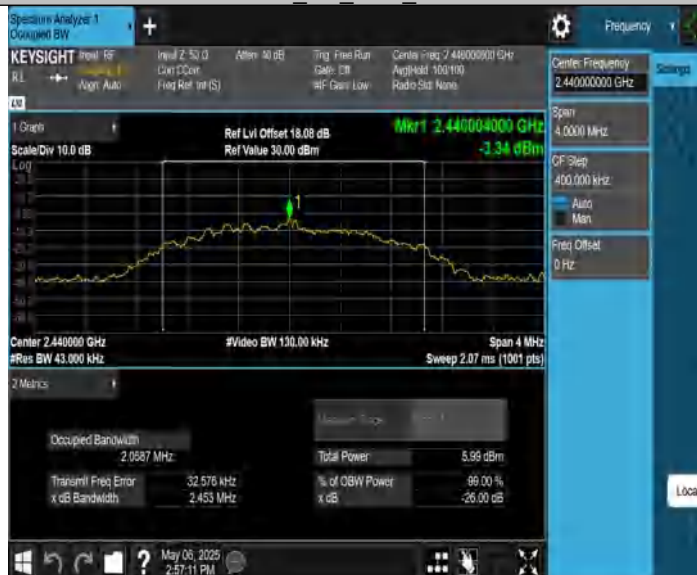 Spectrum Analyzer 1
Occupied BW
Frequency
KEYSIGHT Input: RF
Input Z: 50 Ω Atten: 40 dB Trig: Free Run Center Freq: 2.440000000 GHz
Corr CCorr Gate: Off Avg|Hold: 100/100
Align: Auto Freq Ref: Int (S) #IF Gain: Low Radio Std: None
Center Frequency
2.440000000 GHz
Settings
Span
4.0000 MHz
CF Step
400.000 kHz
Auto
Man
Freq Offset
0 Hz
1 Graph
Scale/Div 10.0 dB
Log
Ref Lvl Offset 18.08 dB
Ref Value 30.00 dBm
Mkr1 2.440004000 GHz
-3.34 dBm
1
Center 2.440000 GHz #Video BW 130.00 kHz Span 4 MHz
#Res BW 43.000 kHz Sweep 2.07 ms (1001 pts)
2 Metrics
Occupied Bandwidth
2.0687 MHz
Total Power 5.99 dBm
Transmit Freq Error 32.576 kHz % of OBW Power 99.00 %
x dB Bandwidth 2.453 MHz x dB -26.00 dB
Loca
May 06, 2025
2:57:11 PM